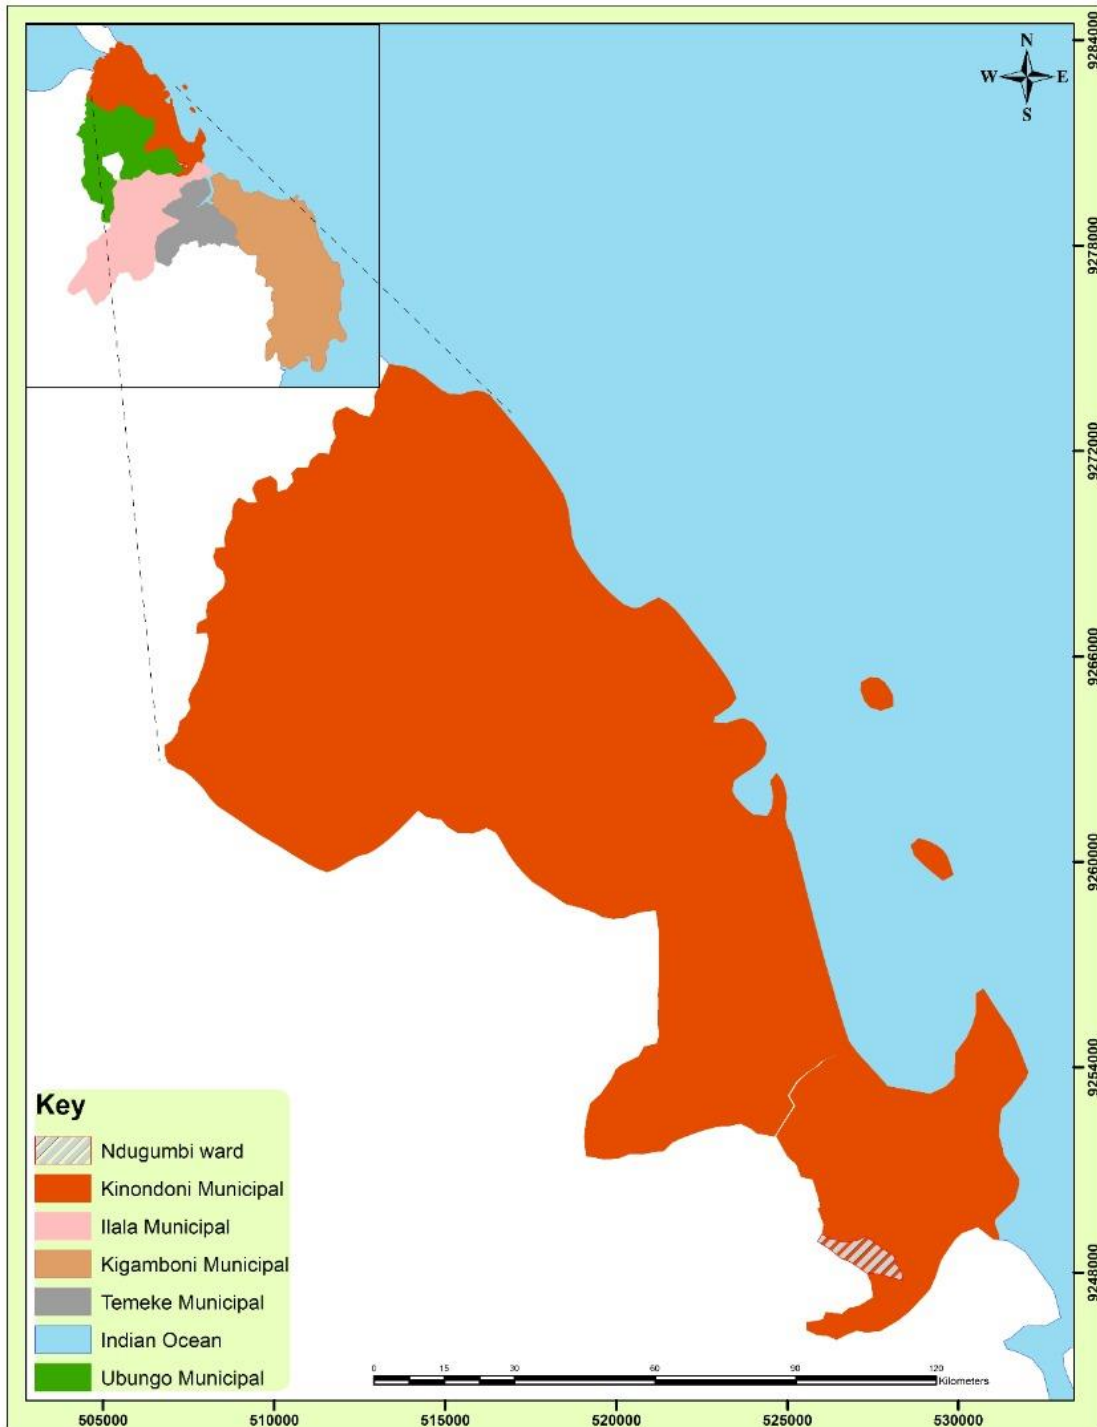 N
W E
S
9284000
9278000
9272000
9266000
9260000
9254000
9248000
Key
Ndugumbi ward
Kinondoni Municipal
Ilala Municipal
Kigamboni Municipal
Temeke Municipal
Indian Ocean
Ubungo Municipal
0 15 30 60 90 120
Kilometers
505000 510000 515000 520000 525000 530000